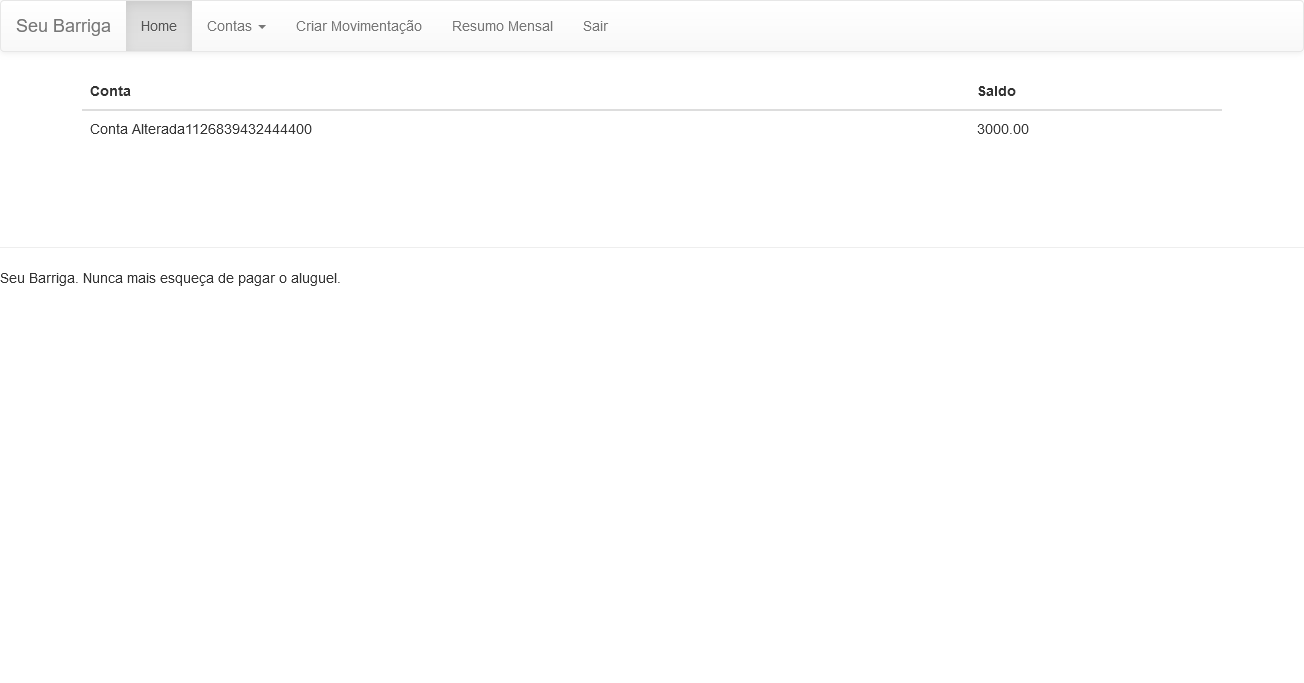 Seu Barriga Home Contas Criar Movimentação Resumo Mensal Sair
Conta Saldo
Conta Alterada1126839432444400 3000.00
Seu Barriga. Nunca mais esqueça de pagar o aluguel.